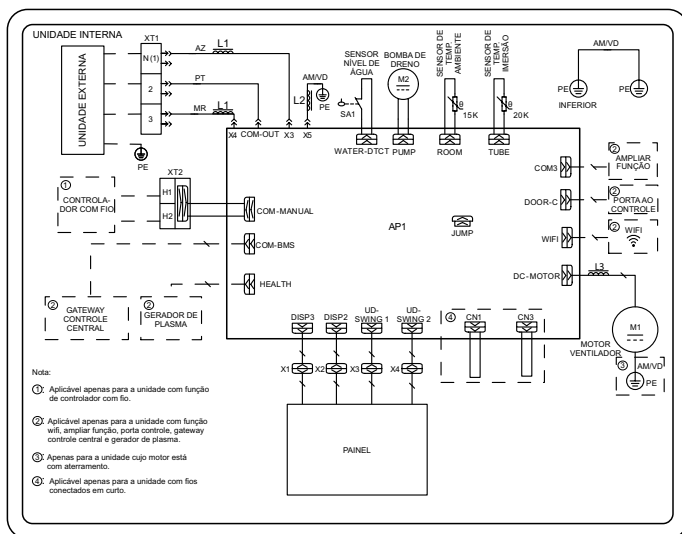 UNIDADE INTERNA
XT1
UNIDADE EXTERNA
N (1)
2
3
AZ
L1
PT
MR
L1
PE
AM/VD
L2
PE
X4
COM-OUT
X3
X5
SENSOR
NÍVEL DE
ÁGUA
SA1
BOMBA DE
DRENO
M2
SENSOR DE
TEMP.
AMBIENTE
θ
15K
SENSOR DE
TEMP.
IMERSÃO
θ
20K
WATER-DTCT
PUMP
ROOM
TUBE
AM/VD
PE
INFERIOR
PE
1
CONTROLA-
DOR COM FIO
XT2
H1
H2
COM-MANUAL
COM-BMS
HEALTH
AP1
JUMP
COM3
DOOR-C
WIFI
DC-MOTOR
2
AMPLIAR
FUNÇÃO
2
PORTA AO
CONTROLE
2
WIFI
L3
M1
MOTOR
VENTILADOR
3
AM/VD
PE
2
GATEWAY
CONTROLE
CENTRAL
2
GERADOR DE
PLASMA
DISP3
DISP2
UD-
SWING 1
UD-
SWING 2
4
CN1
CN3
X1
X2
X3
X4
PAINEL
Nota:
1: Aplicável apenas para a unidade com função
de controlador com fio.
2: Aplicável apenas para a unidade com função
wifi, ampliar função, porta controle, gateway
controle central e gerador de plasma.
3: Apenas para a unidade cujo motor está
com aterramento.
4: Aplicável apenas para a unidade com fios
conectados em curto.